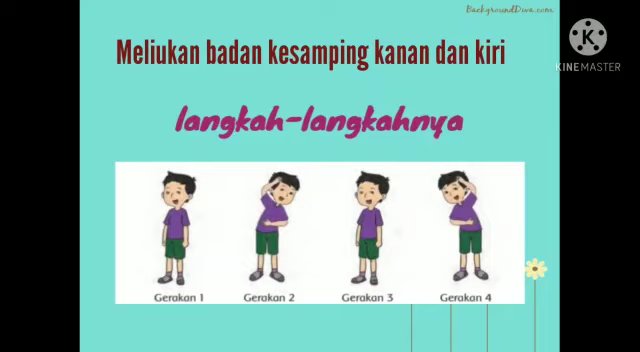 BackgroundDiva.com
KINEMASTER
Meliukan badan kesamping kanan dan kiri
langkah-langkahnya
Gerakan 1 Gerakan 2 Gerakan 3 Gerakan 4